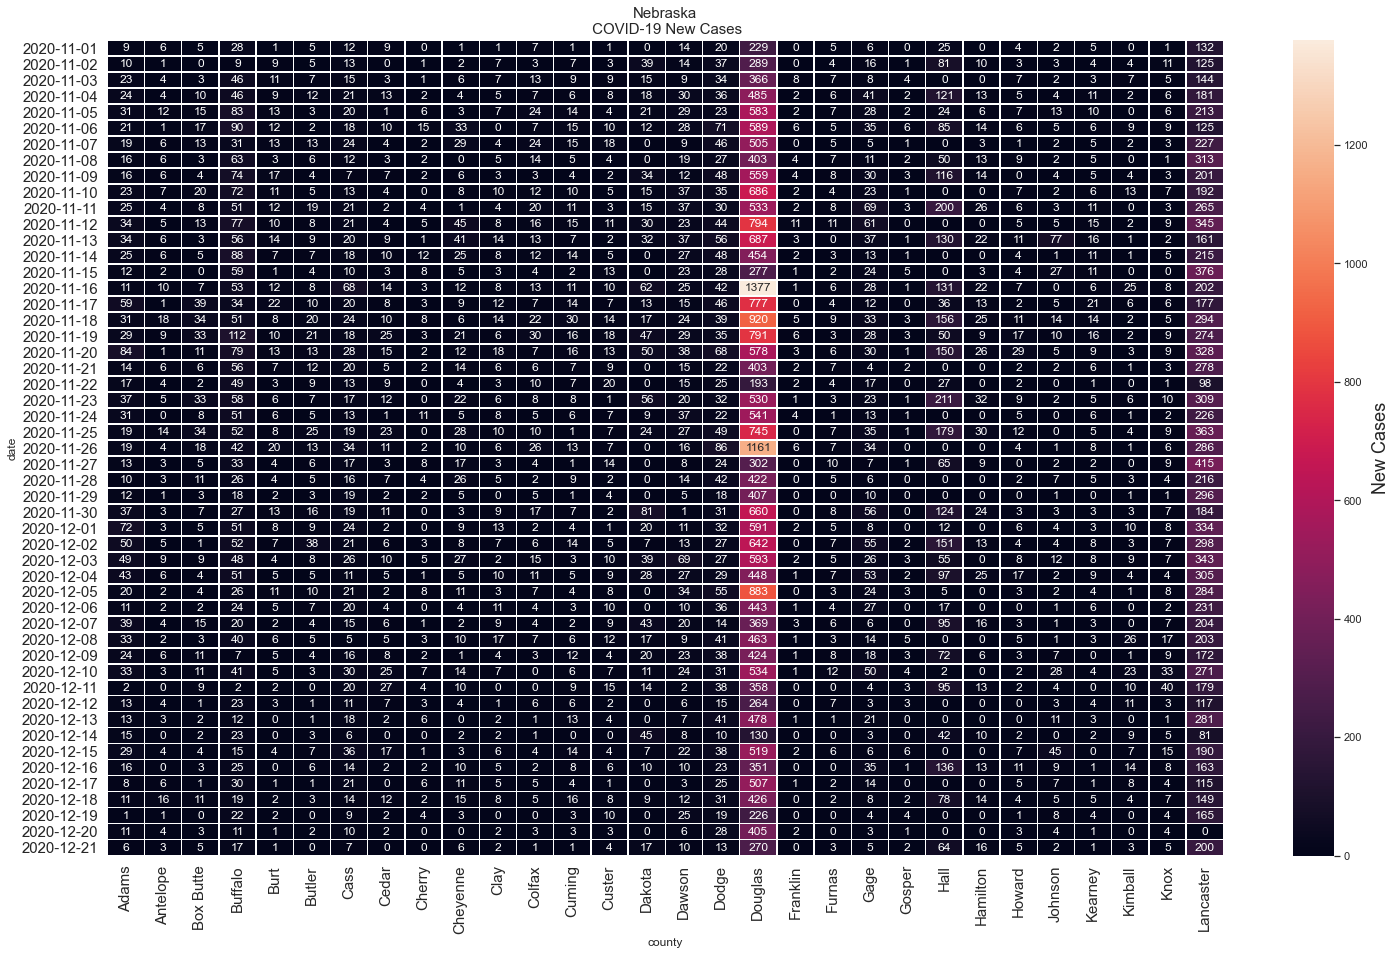 Nebraska
COVID-19 New Cases
2020-11-01 9 6 5 28 1 5 12 9 0 1 1 7 1 1 0 14 20 229 0 5 6 0 25 0 4 2 5 0 1 132
2020-11-02 10 1 0 9 9 5 13 0 1 2 7 3 7 3 39 14 37 289 0 4 16 1 81 10 3 3 4 4 11 125
2020-11-03 23 4 3 46 11 7 15 3 1 6 7 13 9 9 15 9 34 366 8 7 8 4 0 0 7 2 3 7 5 144
2020-11-04 24 4 10 46 9 12 21 13 2 4 5 7 6 8 18 30 36 485 2 6 41 2 121 13 5 4 11 2 6 181
2020-11-05 31 12 15 83 13 3 20 1 6 3 7 24 14 4 21 29 23 583 2 7 28 2 24 6 7 13 10 0 6 213
2020-11-06 21 1 17 90 12 2 18 10 15 33 0 7 15 10 12 28 71 589 6 5 35 6 85 14 6 5 6 9 9 125
2020-11-07 19 6 13 31 13 13 24 4 2 29 4 24 15 18 0 9 46 505 0 5 5 1 0 3 1 2 5 2 3 227
2020-11-08 16 6 3 63 3 6 12 3 2 0 5 14 5 4 0 19 27 403 4 7 11 2 50 13 9 2 5 0 1 313
2020-11-09 16 6 4 74 17 4 7 7 2 6 3 3 4 2 34 12 48 559 4 8 30 3 116 14 0 4 5 4 3 201
2020-11-10 23 7 20 72 11 5 13 4 0 8 10 12 10 5 15 37 35 686 2 4 23 1 0 0 7 2 6 13 7 192
2020-11-11 25 4 8 51 12 19 21 2 4 1 4 20 11 3 15 37 30 533 2 8 69 3 200 26 6 3 11 0 3 265
2020-11-12 34 5 13 77 10 8 21 4 5 45 8 16 15 11 30 23 44 794 11 11 61 0 0 0 5 5 15 2 9 345
2020-11-13 34 6 3 56 14 9 20 9 1 41 14 13 7 2 32 37 56 687 3 0 37 1 130 22 11 77 16 1 2 161
2020-11-14 25 6 5 88 7 7 18 10 12 25 8 12 14 5 0 27 48 454 2 3 13 1 0 0 4 1 11 1 5 215
2020-11-15 12 2 0 59 1 4 10 3 8 5 3 4 2 13 0 23 28 277 1 2 24 5 0 3 4 27 11 0 0 376
2020-11-16 11 10 7 53 12 8 68 14 3 12 8 13 11 10 62 25 42 1377 1 6 28 1 131 22 7 0 6 25 8 202
2020-11-17 59 1 39 34 22 10 20 8 3 9 12 7 14 7 13 15 46 777 0 4 12 0 36 13 2 5 21 6 6 177
2020-11-18 31 18 34 51 8 20 24 10 8 6 14 22 30 14 17 24 39 920 5 9 33 3 156 25 11 14 14 2 5 294
2020-11-19 29 9 33 112 10 21 18 25 3 21 6 30 16 18 47 29 35 791 6 3 28 3 50 9 17 10 16 2 9 274
2020-11-20 84 1 11 79 13 13 28 15 2 12 18 7 16 13 50 38 68 578 3 6 30 1 150 26 29 5 9 3 9 328
2020-11-21 14 6 6 56 7 12 20 5 2 14 6 6 7 9 0 15 22 403 2 7 4 2 0 0 2 2 6 1 3 278
2020-11-22 17 4 2 49 3 9 13 9 0 4 3 10 7 20 0 15 25 193 2 4 17 0 27 0 2 0 1 0 1 98
2020-11-23 37 5 33 58 6 7 17 12 0 22 6 8 8 1 56 20 32 530 1 3 23 1 211 32 9 2 5 6 10 309
2020-11-24 31 0 8 51 6 5 13 1 11 5 8 5 6 7 9 37 22 541 4 1 13 1 0 0 5 0 6 1 2 226
2020-11-25 19 14 34 52 8 25 19 23 0 28 10 10 1 7 24 27 49 745 0 7 35 1 179 30 12 0 5 4 1 363
2020-11-26 19 4 18 42 20 13 34 11 2 10 6 26 13 7 0 16 86 1161 6 7 34 0 0 0 4 1 8 1 6 286
2020-11-27 13 3 5 33 4 6 17 3 8 17 3 4 1 14 0 8 24 302 0 10 7 1 65 9 0 2 2 0 9 415
2020-11-28 10 3 11 26 4 5 16 7 4 26 5 2 9 2 0 14 42 422 0 5 6 0 0 0 2 7 5 3 4 216
2020-11-29 12 1 3 18 2 3 19 2 2 5 0 5 1 4 0 5 18 407 0 0 10 0 0 0 0 1 0 1 1 296
2020-11-30 37 3 7 27 13 16 19 11 0 3 9 17 7 2 81 1 31 660 0 8 56 0 124 24 3 3 3 3 7 184
2020-12-01 72 5 5 51 8 9 24 2 0 9 13 2 4 1 20 11 32 591 2 5 8 0 12 0 6 4 3 10 8 334
2020-12-02 50 5 1 52 7 38 21 6 3 8 7 6 14 5 7 13 27 642 0 7 55 2 151 13 4 4 8 3 7 298
2020-12-03 49 9 9 48 4 8 26 10 5 27 2 15 3 10 39 69 27 593 2 5 26 3 55 0 8 12 8 9 7 343
2020-12-04 43 6 4 51 5 5 11 5 1 5 10 11 5 9 28 27 29 448 1 7 53 2 97 25 17 2 9 4 4 305
2020-12-05 20 2 4 26 11 10 21 2 8 11 3 7 4 8 0 34 55 883 0 3 24 3 5 0 3 2 4 1 8 284
2020-12-06 11 2 2 24 5 7 20 4 0 4 11 4 3 10 0 10 36 443 1 4 27 0 17 0 0 1 6 0 2 231
2020-12-07 39 4 15 20 2 4 15 6 1 2 9 4 2 9 43 20 14 369 3 6 6 0 95 16 3 1 3 0 7 204
2020-12-08 33 2 3 40 6 5 5 5 3 10 17 7 6 12 17 9 41 463 1 3 14 5 0 0 5 1 3 26 17 203
2020-12-09 24 6 11 7 5 4 16 8 2 1 4 3 12 4 20 23 38 424 1 8 18 3 72 6 3 7 0 1 9 172
2020-12-10 33 3 11 41 5 3 30 25 7 14 7 0 6 7 11 24 31 534 1 12 50 4 2 0 2 28 4 23 33 271
2020-12-11 2 0 9 2 2 0 20 27 4 10 0 0 9 15 14 2 38 358 0 0 4 3 95 13 2 4 0 10 40 179
2020-12-12 13 4 1 23 3 1 11 7 3 4 1 6 6 2 0 6 15 264 0 7 3 3 0 0 0 3 4 11 3 117
2020-12-13 13 3 2 12 0 1 18 2 6 0 2 1 13 4 0 7 41 478 1 1 21 0 0 0 0 11 3 0 1 281
2020-12-14 15 0 2 23 0 3 6 0 0 2 2 1 0 0 45 8 10 130 0 0 3 0 42 10 2 0 2 9 5 81
2020-12-15 29 4 4 15 4 7 36 17 1 3 6 4 14 4 7 22 38 519 2 6 6 6 0 0 7 45 0 7 15 190
2020-12-16 16 0 3 25 0 6 14 2 2 10 5 2 8 6 10 10 23 351 0 0 35 1 136 13 11 9 1 14 8 163
2020-12-17 8 6 1 30 1 1 21 0 6 11 5 5 4 1 0 3 25 507 1 2 14 0 0 0 5 7 1 8 4 115
2020-12-18 11 16 11 19 2 3 14 12 2 15 8 5 16 8 9 12 31 426 0 2 8 2 78 14 4 5 5 4 7 149
2020-12-19 1 1 0 22 2 0 9 2 4 3 0 0 3 10 0 25 19 226 0 0 4 4 0 0 1 8 4 0 4 165
2020-12-20 11 4 3 11 1 2 10 2 0 0 2 3 3 3 0 6 28 405 2 0 3 1 0 0 3 4 1 0 4 0
2020-12-21 6 3 5 17 1 0 7 0 0 6 2 1 1 4 17 10 13 270 0 3 5 2 64 16 5 2 1 3 5 200
date
Adams Antelope Box Butte Buffalo Burt Butler Cass Cedar Cherry Cheyenne Clay Colfax Cuming Custer Dakota Dawson Dodge Douglas Franklin Furnas Gage Gosper Hall Hamilton Howard Johnson Kearney Kimball Knox Lancaster
county
1200
1000
800
600
400
200
0
New Cases